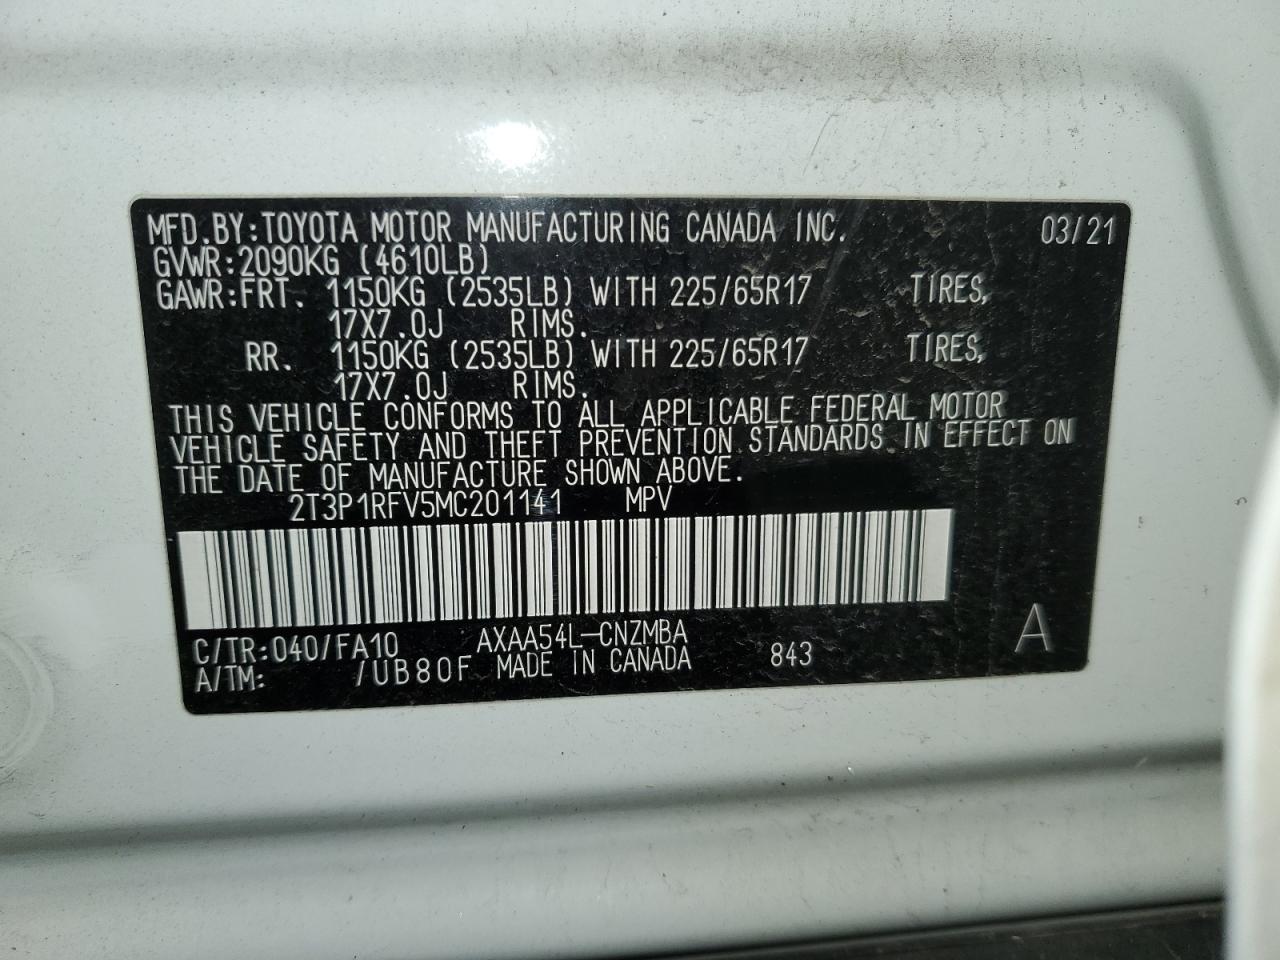 MFD.BY:TOYOTA MOTOR MANUFACTURING CANADA INC. 03/21
GVWR:2090KG (4610LB)
GAWR:FRT. 1150KG (2535LB) WITH 225/65R17 TIRES,
17X7.0J RIMS.
RR. 1150KG (2535LB) WITH 225/65R17 TIRES,
17X7.0J RIMS.
THIS VEHICLE CONFORMS TO ALL APPLICABLE FEDERAL MOTOR
VEHICLE SAFETY AND THEFT PREVENTION STANDARDS IN EFFECT ON
THE DATE OF MANUFACTURE SHOWN ABOVE.
2T3P1RFV5MC201141 MPV
C/TR:040/FA10 AXAA54L-CNZMBA
A/TM: /UB80F MADE IN CANADA 843 A